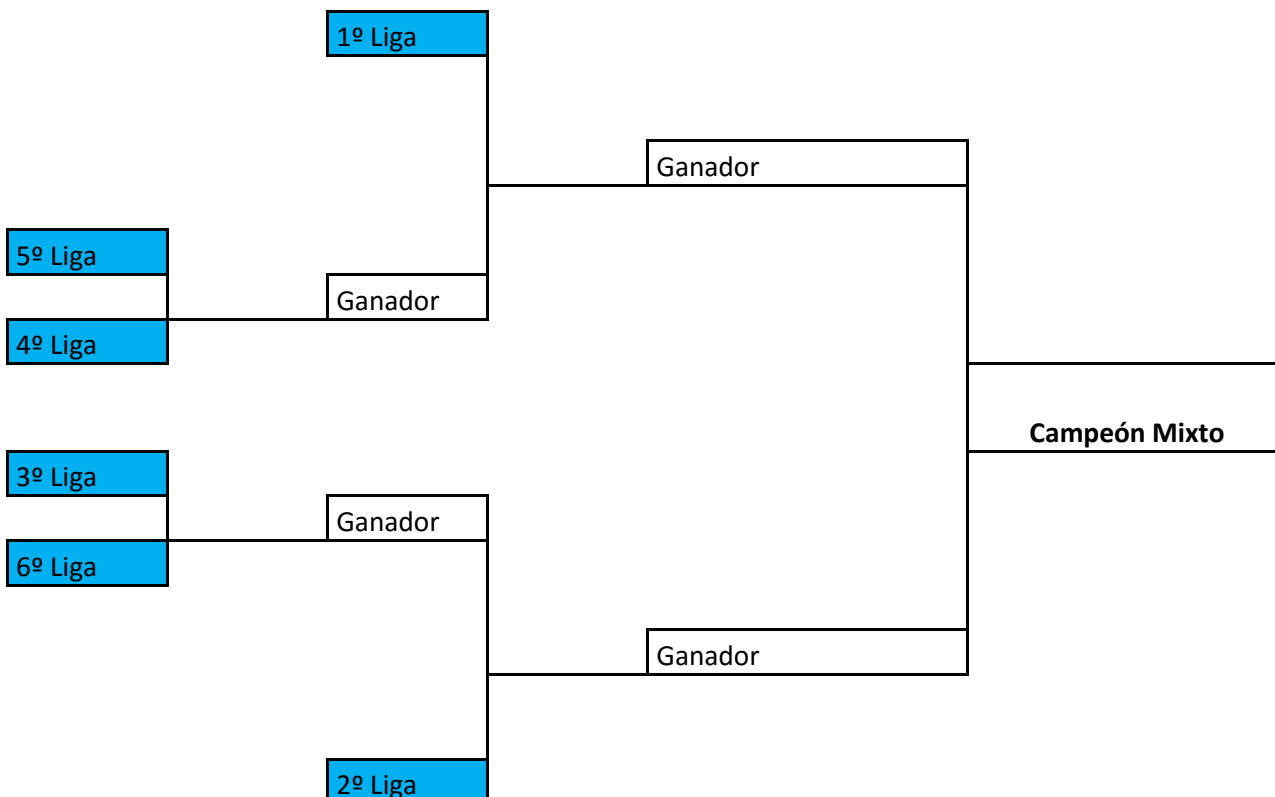 1º Liga
Ganador
5º Liga
Ganador
4º Liga
Campeón Mixto
3º Liga
Ganador
6º Liga
Ganador
2º Liga